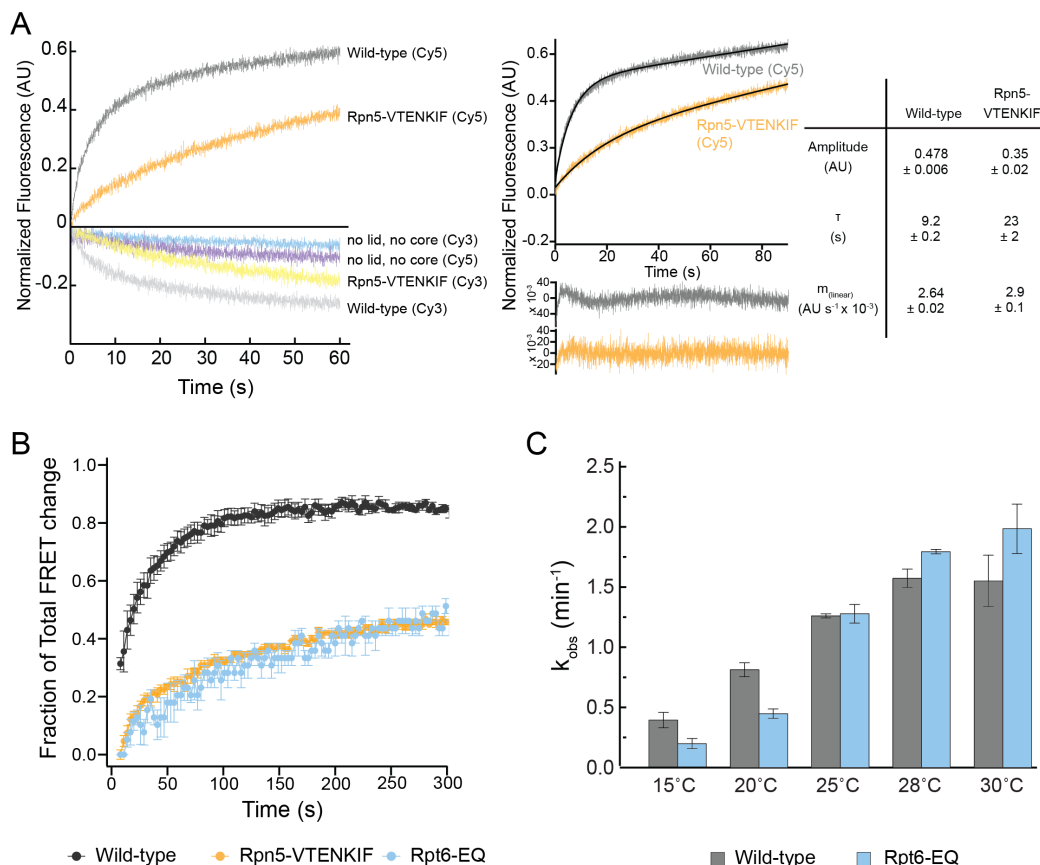 A
Normalized Fluorescence (AU)
0.6
0.4
0.2
0
-0.2
Wild-type (Cy5)
Rpn5-VTENKIF (Cy5)
no lid, no core (Cy3)
no lid, no core (Cy5)
Rpn5-VTENKIF (Cy3)
Wild-type (Cy3)
0 10 20 30 40 50 60
Time (s)
Normalized Fluorescence (AU)
0.6
0.4
0.2
0.0
-0.2
Wild-type (Cy5)
Rpn5-VTENKIF
(Cy5)
0 20 40 60 80
Time (s)
x 10-3
40
0
x 10-3
20
0
-20
Wild-type
Rpn5-
VTENKIF
Amplitude
(AU)
0.478
± 0.006
0.35
± 0.02
τ
(s)
9.2
± 0.2
23
± 2
m(linear)
(AU s-1 x 10-3)
2.64
± 0.02
2.9
± 0.1
B
Fraction of Total FRET change
1.0
0.8
0.6
0.4
0.2
0.0
0 50 100 150 200 250 300
Time (s)
Wild-type Rpn5-VTENKIF Rpt6-EQ
C
kobs (min-1)
2.5
2.0
1.5
1.0
0.5
0.0
15˚C 20˚C 25˚C 28˚C 30˚C
Wild-type Rpt6-EQ